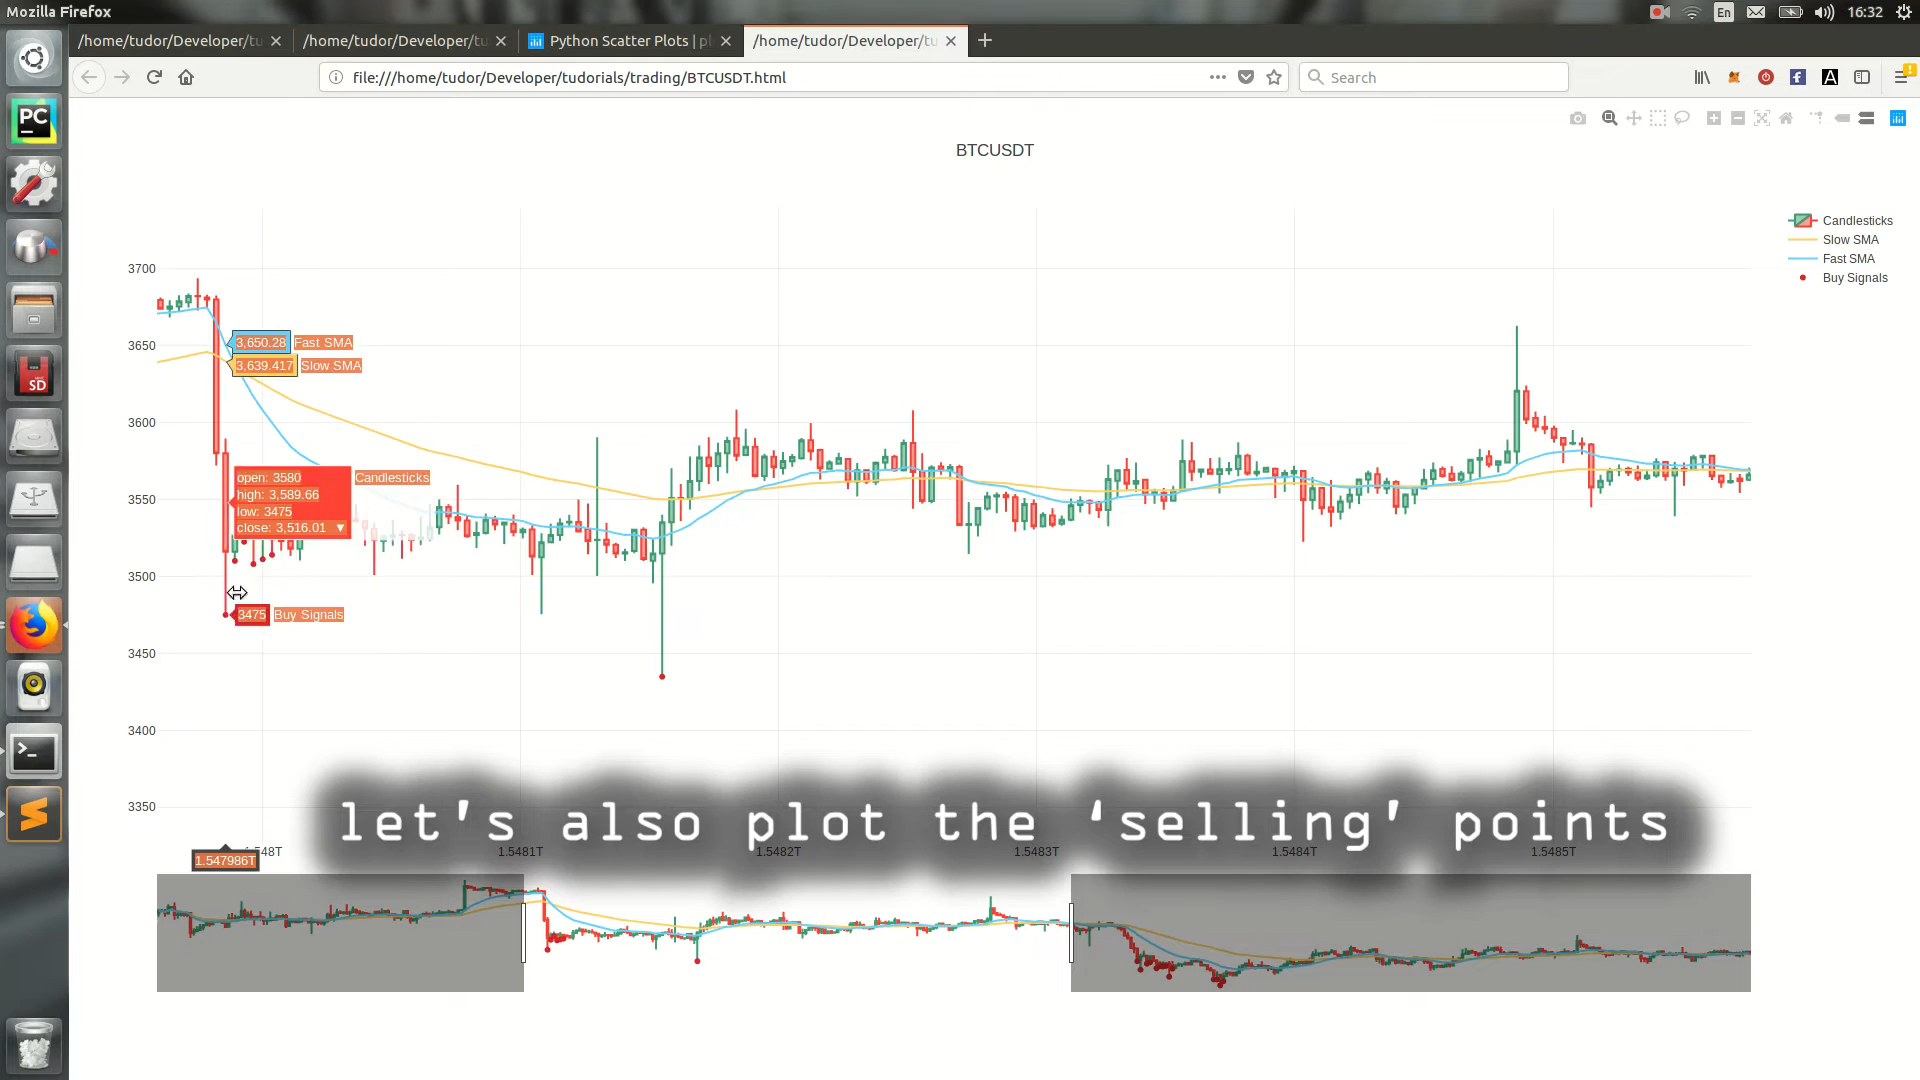 Mozilla Firefox
En
16:32
/home/tudor/Developer/tu
/home/tudor/Developer/tu
Python Scatter Plots | pl
/home/tudor/Developer/tu
file:///home/tudor/Developer/tudorials/trading/BTCUSDT.html
Search
PC
BTCUSDT
Candlesticks
Slow SMA
Fast SMA
Buy Signals
3700
3650
3600
3550
3500
3450
3400
3350
3,650.28 Fast SMA
3,639.417 Slow SMA
open: 3580
high: 3,589.66
low: 3475
close: 3,516.01 ▼
Candlesticks
3475 Buy Signals
SD
let's also plot the ‘selling’ points
1.547986T
1.5481T
1.5482T
1.5483T
1.5484T
1.5485T